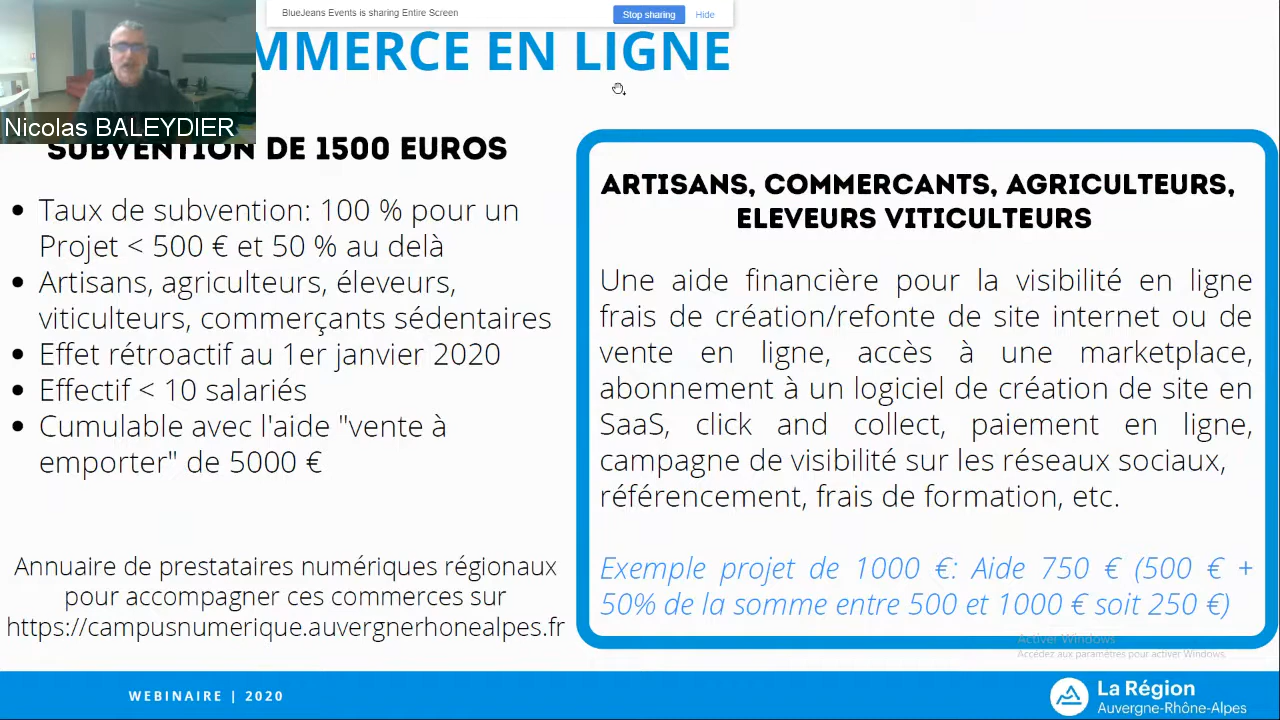 BlueJeans Events is sharing Entire Screen
Stop sharing
Hide
MMERCE EN LIGNE
Nicolas BALEYDIER
SUBVENTION DE 1500 EUROS
• Taux de subvention: 100 % pour un
Projet < 500 € et 50 % au delà
• Artisans, agriculteurs, éleveurs,
viticulteurs, commerçants sédentaires
• Effet rétroactif au 1er janvier 2020
• Effectif < 10 salariés
• Cumulable avec l'aide "vente à
emporter" de 5000 €
Annuaire de prestataires numériques régionaux
pour accompagner ces commerces sur
https://campusnumerique.auvergnerhonealpes.fr
ARTISANS, COMMERCANTS, AGRICULTEURS,
ELEVEURS VITICULTEURS
Une aide financière pour la visibilité en ligne
frais de création/refonte de site internet ou de
vente en ligne, accès à une marketplace,
abonnement à un logiciel de création de site en
SaaS, click and collect, paiement en ligne,
campagne de visibilité sur les réseaux sociaux,
référencement, frais de formation, etc.
Exemple projet de 1000 €: Aide 750 € (500 € +
50% de la somme entre 500 et 1000 € soit 250 €)
Activer Windows
Accédez aux paramètres pour activer Windows.
WEBINAIRE | 2020
La Région
Auvergne-Rhône-Alpes